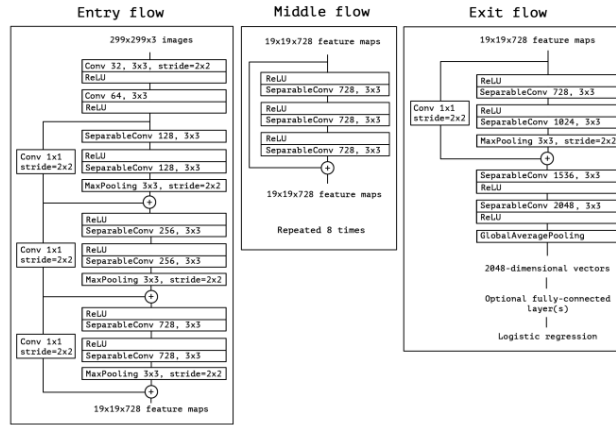 Entry flow
299x299x3 images
Conv 32, 3x3, stride=2x2
ReLU
Conv 64, 3x3
ReLU
SeparableConv 128, 3x3
Conv 1x1
stride=2x2
ReLU
SeparableConv 128, 3x3
MaxPooling 3x3, stride=2x2
+
ReLU
SeparableConv 256, 3x3
Conv 1x1
stride=2x2
ReLU
SeparableConv 256, 3x3
MaxPooling 3x3, stride=2x2
+
ReLU
SeparableConv 728, 3x3
Conv 1x1
stride=2x2
ReLU
SeparableConv 728, 3x3
MaxPooling 3x3, stride=2x2
+
19x19x728 feature maps
Middle flow
19x19x728 feature maps
ReLU
SeparableConv 728, 3x3
ReLU
SeparableConv 728, 3x3
ReLU
SeparableConv 728, 3x3
+
19x19x728 feature maps
Repeated 8 times
Exit flow
19x19x728 feature maps
ReLU
SeparableConv 728, 3x3
Conv 1x1
stride=2x2
ReLU
SeparableConv 1024, 3x3
MaxPooling 3x3, stride=2x2
+
SeparableConv 1536, 3x3
ReLU
SeparableConv 2048, 3x3
ReLU
GlobalAveragePooling
2048-dimensional vectors
Optional fully-connected
layer(s)
Logistic regression